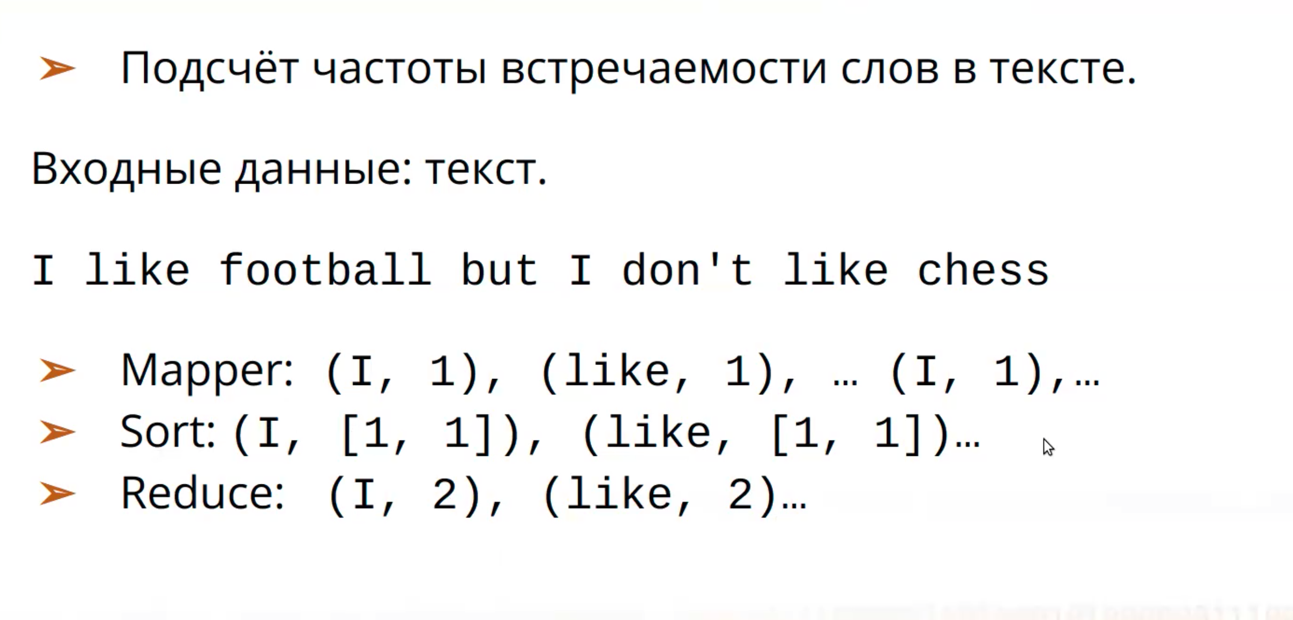 ➢ Подсчёт частоты встречаемости слов в тексте.
Входные данные: текст.
I like football but I don't like chess
➢ Mapper: (I, 1), (like, 1), … (I, 1),…
➢ Sort: (I, [1, 1]), (like, [1, 1])…
➢ Reduce: (I, 2), (like, 2)…